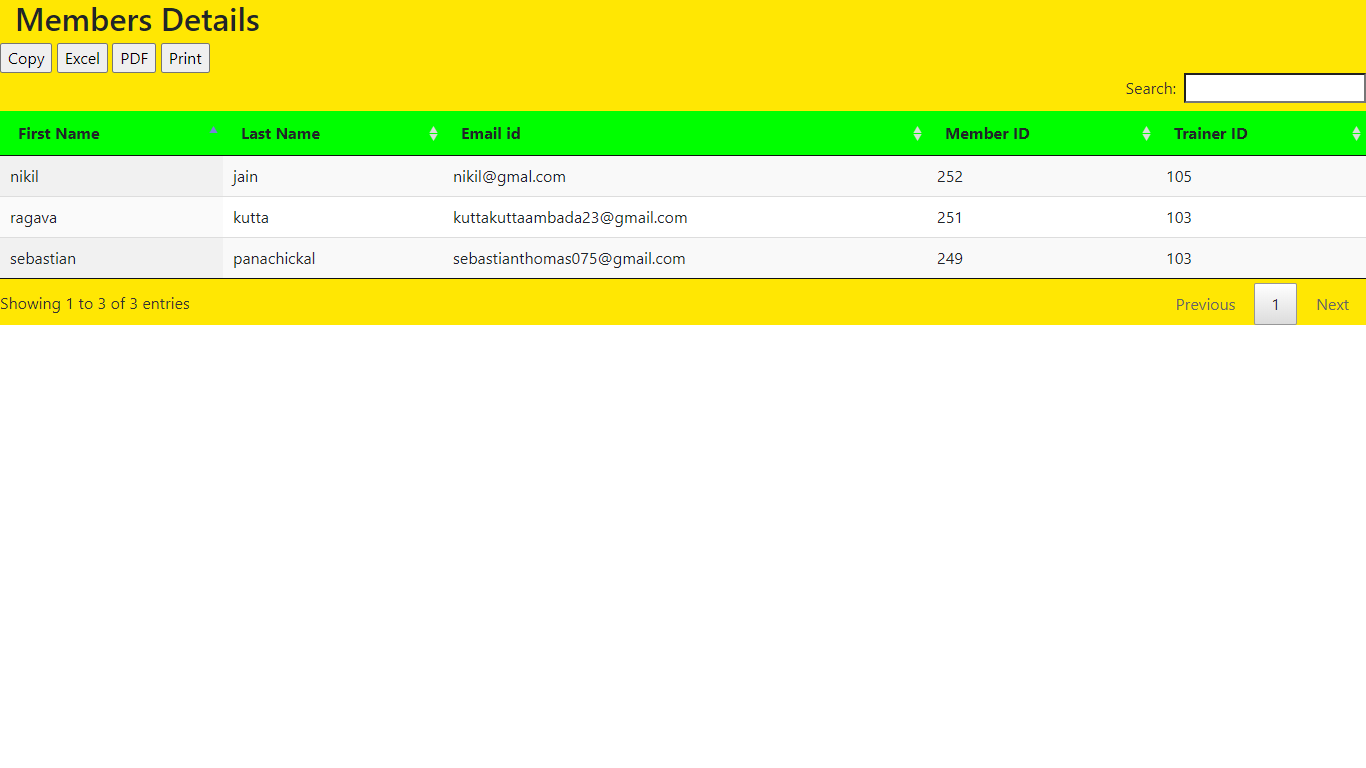 Members Details
Copy Excel PDF Print
Search:
First Name Last Name Email id Member ID Trainer ID
nikil jain nikil@gmal.com 252 105
ragava kutta kuttakuttaambada23@gmail.com 251 103
sebastian panachickal sebastianthomas075@gmail.com 249 103
Showing 1 to 3 of 3 entries Previous 1 Next